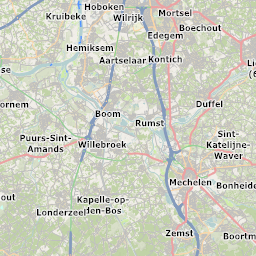 Hoboken
Mortsel
Kruibeke
Wilrijk
Boechout
Edegem
Hemiksem
Aartselaar
Kontich
Duffel
Boom
Rumst
Puurs-Sint-
Amands
Sint-
Katelijne-
Waver
Willebroek
Mechelen
Kapelle-op-
den-Bos
Londerzeel
Zemst